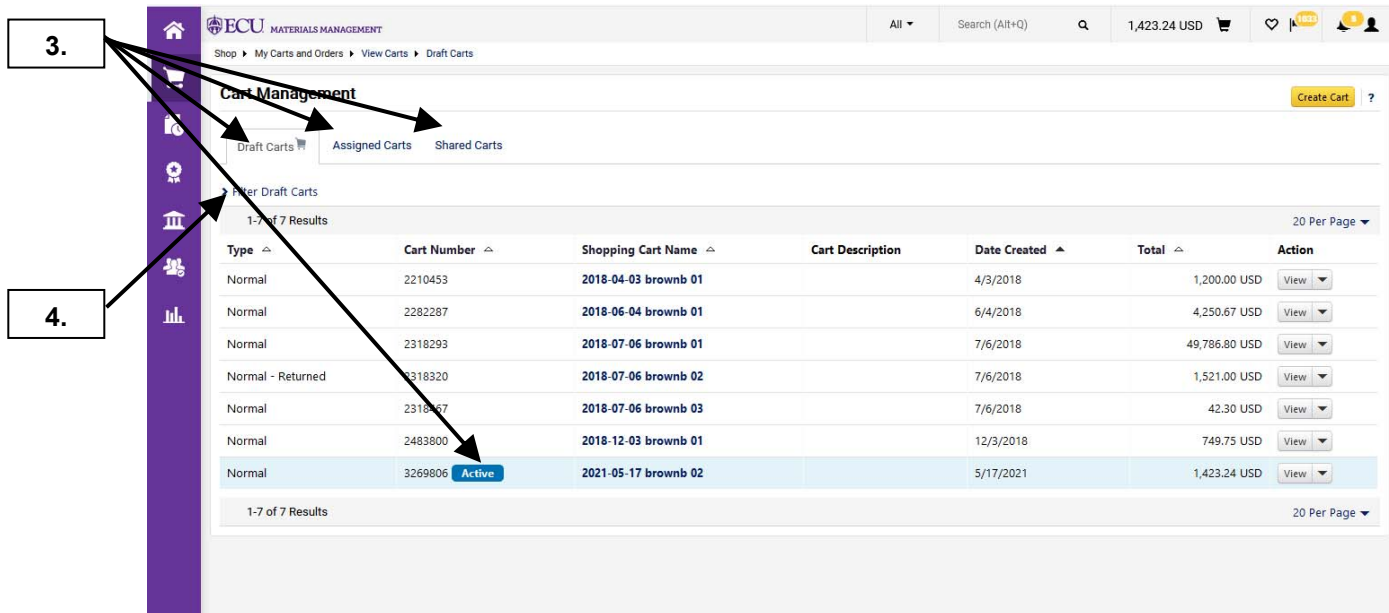 3.
ECU MATERIALS MANAGEMENT All Search (Alt+Q) 1,423.24 USD 1033 8
Shop My Carts and Orders View Carts Draft Carts
Cart Management Create Cart ?
Draft Carts Assigned Carts Shared Carts
Filter Draft Carts
1-7 of 7 Results 20 Per Page
Type Cart Number Shopping Cart Name Cart Description Date Created Total Action
Normal 2210453 2018-04-03 brownb 01 4/3/2018 1,200.00 USD View
4.
Normal 2282287 2018-06-04 brownb 01 6/4/2018 4,250.67 USD View
Normal 2318293 2018-07-06 brownb 01 7/6/2018 49,786.80 USD View
Normal - Returned 2318320 2018-07-06 brownb 02 7/6/2018 1,521.00 USD View
Normal 2318467 2018-07-06 brownb 03 7/6/2018 42.30 USD View
Normal 2483800 2018-12-03 brownb 01 12/3/2018 749.75 USD View
Normal 3269806 Active 2021-05-17 brownb 02 5/17/2021 1,423.24 USD View
1-7 of 7 Results 20 Per Page